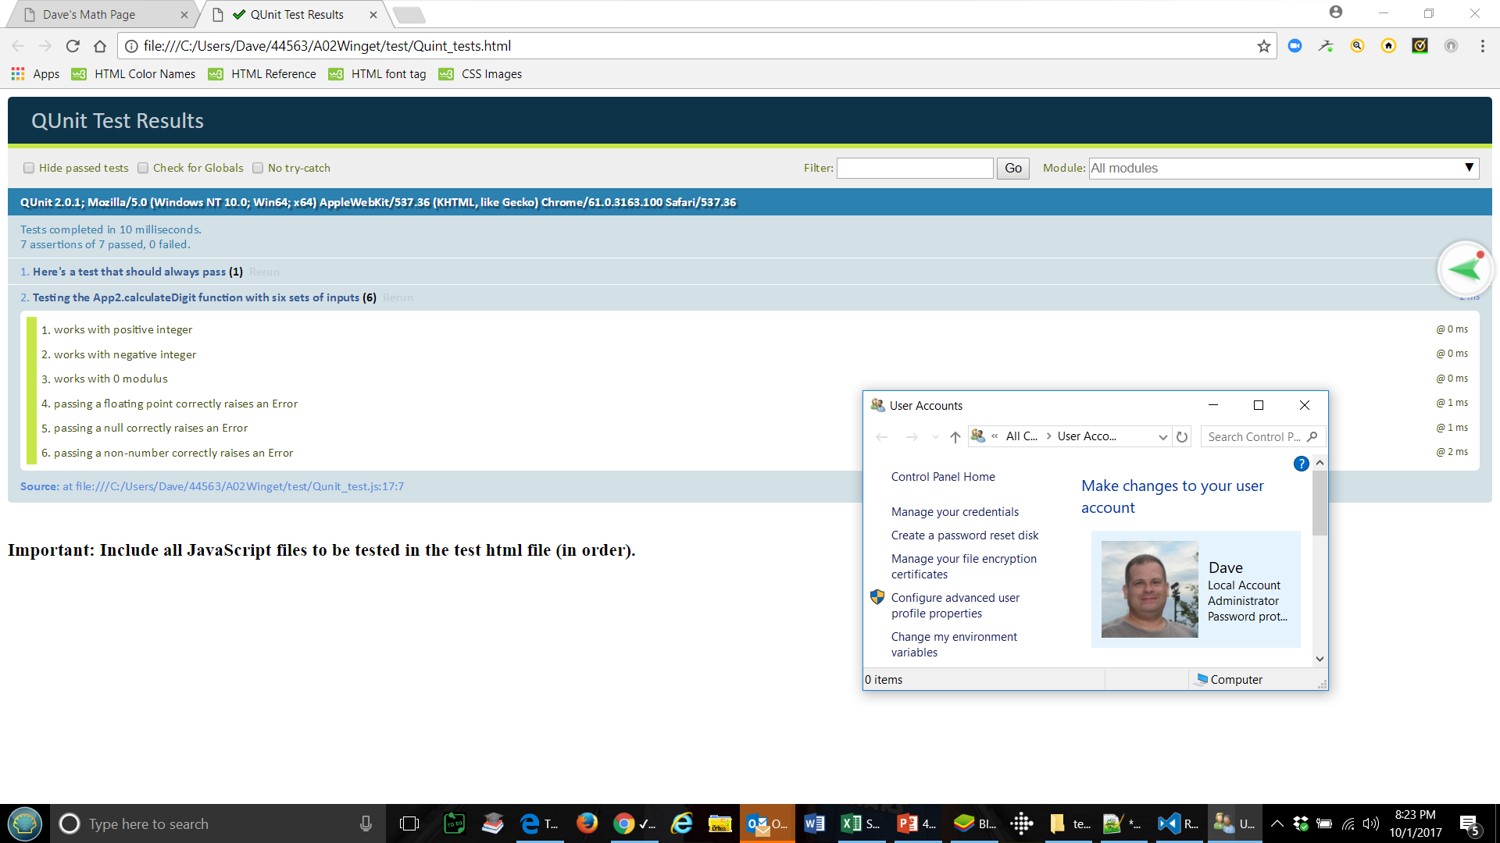 Dave's Math Page
QUnit Test Results
file:///C:/Users/Dave/44563/A02Winget/test/Quint_tests.html
Apps HTML Color Names HTML Reference HTML font tag CSS Images
QUnit Test Results
Hide passed tests Check for Globals No try-catch Filter: Go Module: All modules
QUnit 2.0.1; Mozilla/5.0 (Windows NT 10.0; Win64; x64) AppleWebKit/537.36 (KHTML, like Gecko) Chrome/61.0.3163.100 Safari/537.36
Tests completed in 10 milliseconds.
7 assertions of 7 passed, 0 failed.
1. Here's a test that should always pass (1) Rerun
2. Testing the App2.calculateDigit function with six sets of inputs (6) Rerun
1. works with positive integer @ 0 ms
2. works with negative integer @ 0 ms
3. works with 0 modulus @ 0 ms
4. passing a floating point correctly raises an Error @ 1 ms
5. passing a null correctly raises an Error @ 1 ms
6. passing a non-number correctly raises an Error @ 2 ms
Source: at file:///C:/Users/Dave/44563/A02Winget/test/Qunit_test.js:17:7
Important: Include all JavaScript files to be tested in the test html file (in order).
User Accounts
« All C... > User Acco... Search Control P...
Control Panel Home
Manage your credentials
Create a password reset disk
Manage your file encryption
certificates
Configure advanced user
profile properties
Change my environment
variables
Make changes to your user
account
Dave
Local Account
Administrator
Password prot...
0 items
Computer
Type here to search
T... O... S... 4... Bl... te... *... R... U...
8:23 PM
10/1/2017
5